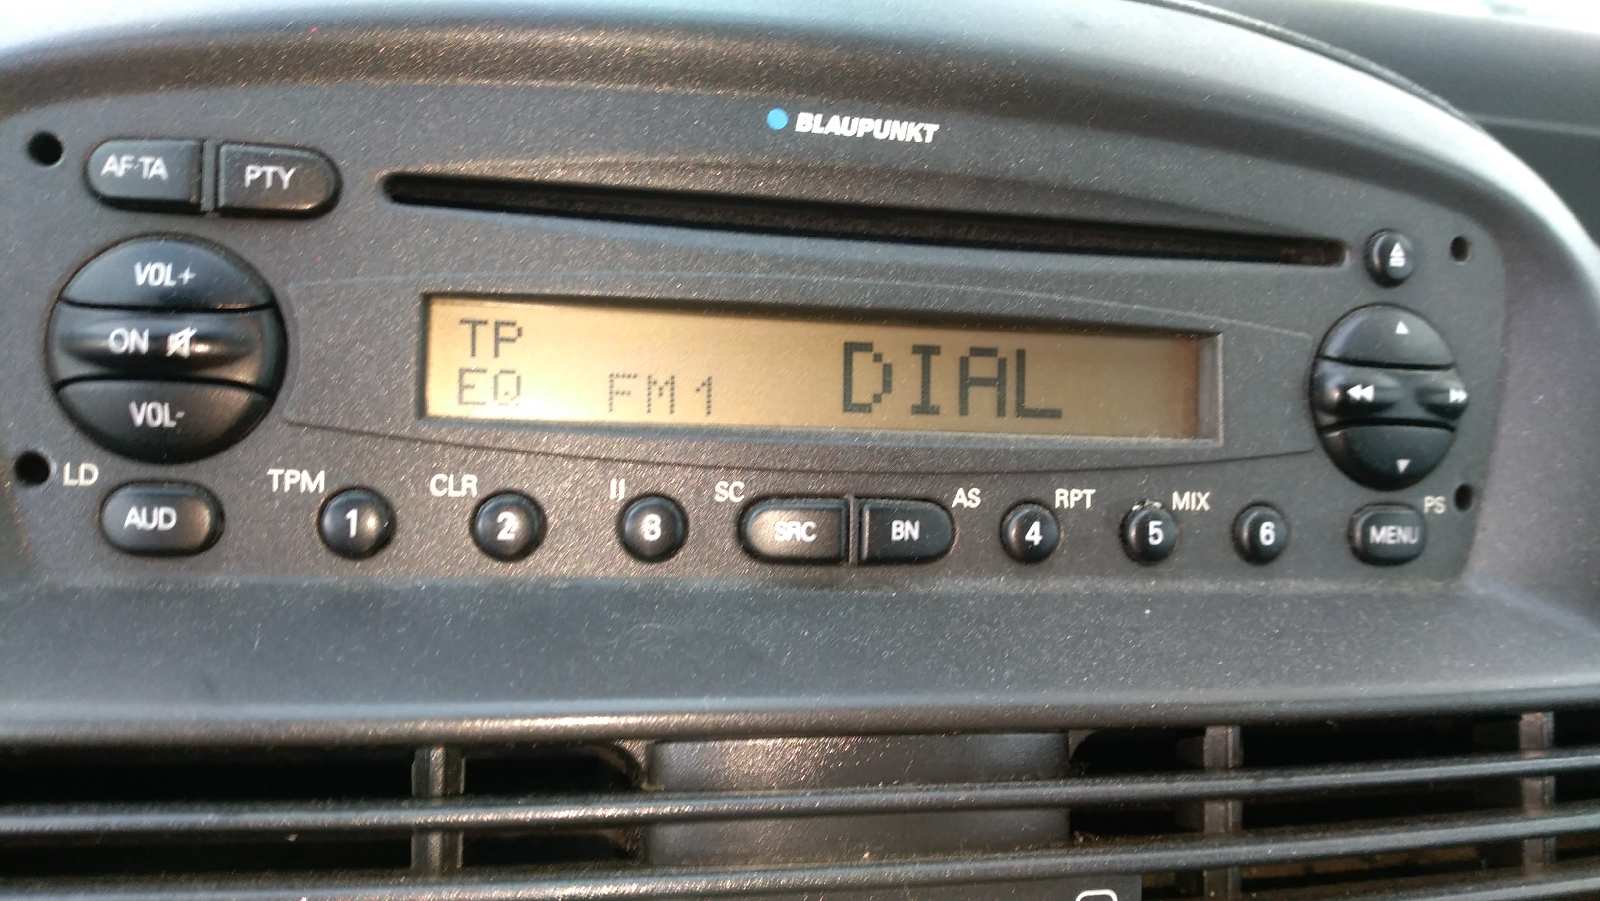 BLAUPUNKT
AF·TA PTY
VOL+
ON
VOL-
TP
EQ FM1 DIAL
LD TPM CLR SC AS RPT MIX PS
AUD 1 2 3 SRC BN 4 5 6 MENU